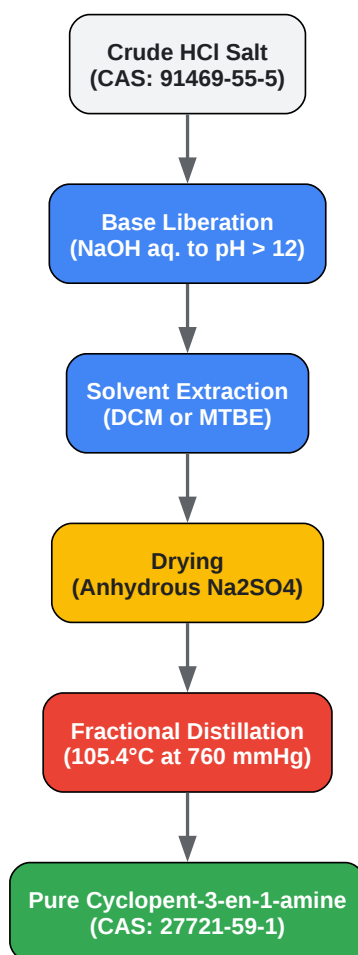 Crude HCl Salt
(CAS: 91469-55-5)
Base Liberation
(NaOH aq. to pH > 12)
Solvent Extraction
(DCM or MTBE)
Drying
(Anhydrous Na2SO4)
Fractional Distillation
(105.4°C at 760 mmHg)
Pure Cyclopent-3-en-1-amine
(CAS: 27721-59-1)